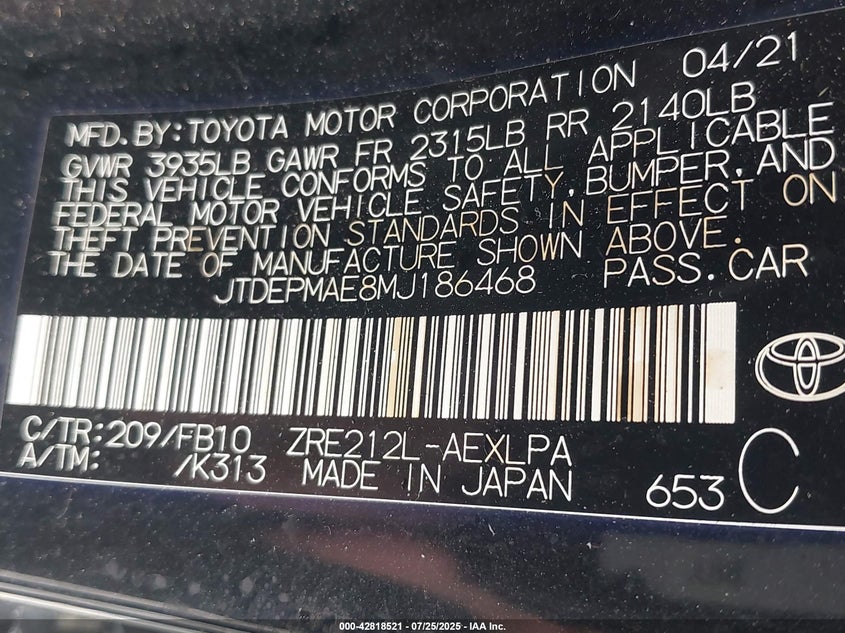 MFD.BY:TOYOTA MOTOR CORPORATION 04/21
GVWR 3935LB GAWR FR 2315LB RR 2140LB
THIS VEHICLE CONFORMS TO ALL APPLICABLE
FEDERAL MOTOR VEHICLE SAFETY,BUMPER,AND
THEFT PREVENTION STANDARDS IN EFFECT ON
THE DATE OF MANUFACTURE SHOWN ABOVE.
JTDEPMAE8MJ186468 PASS.CAR
C/TR:209/FB10 ZRE212L-AEXLPA
A/TM: /K313 MADE IN JAPAN 653 C
000-42818521 | 07/25/2025 - IAA Inc.